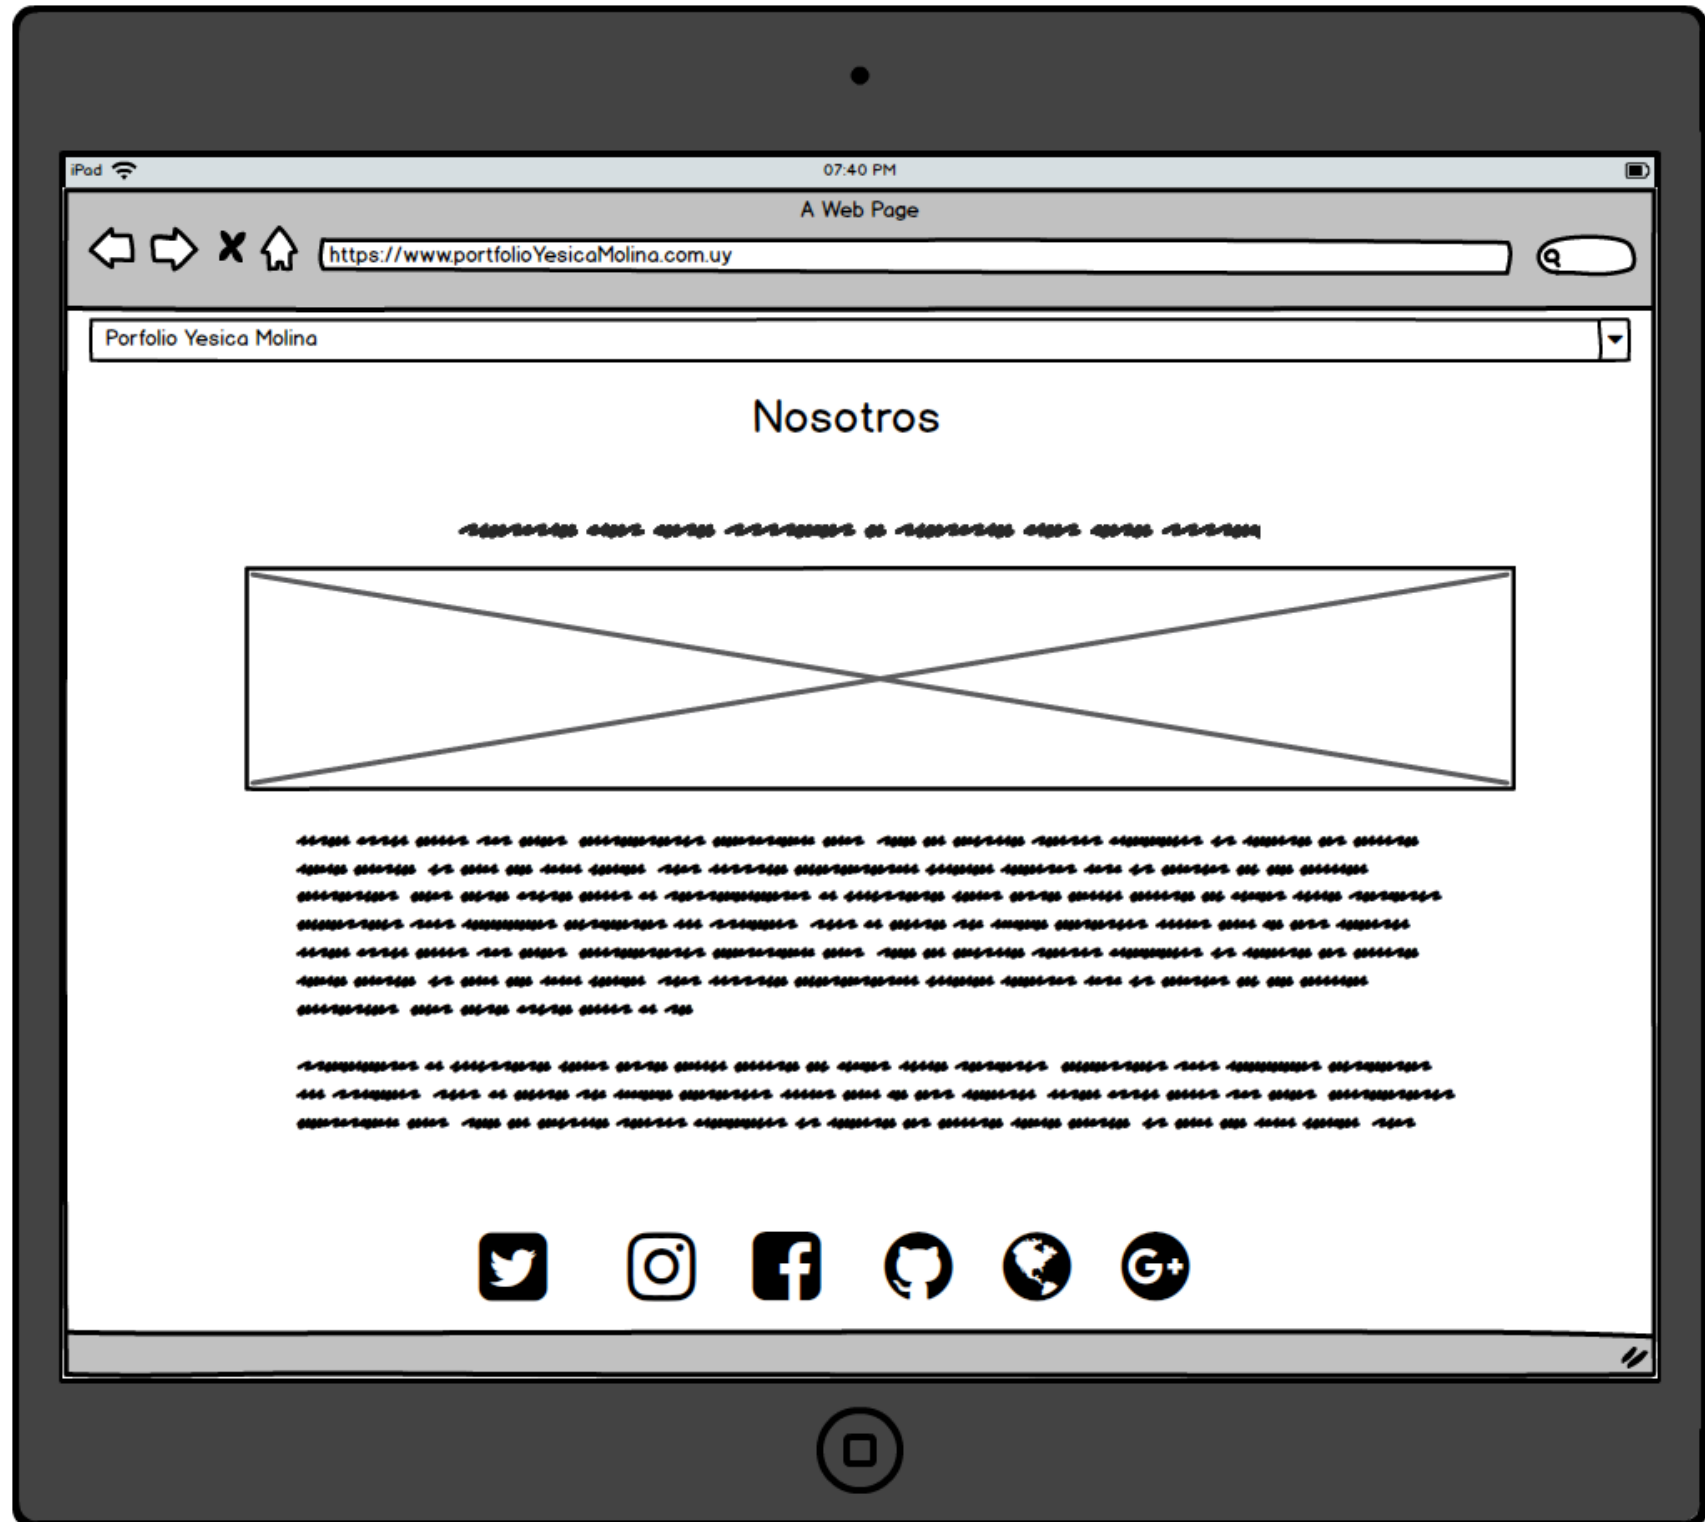 iPad
07:40 PM
A Web Page
https://www.portfolioYesicaMolina.com.uy
Porfolio Yesica Molina
Nosotros